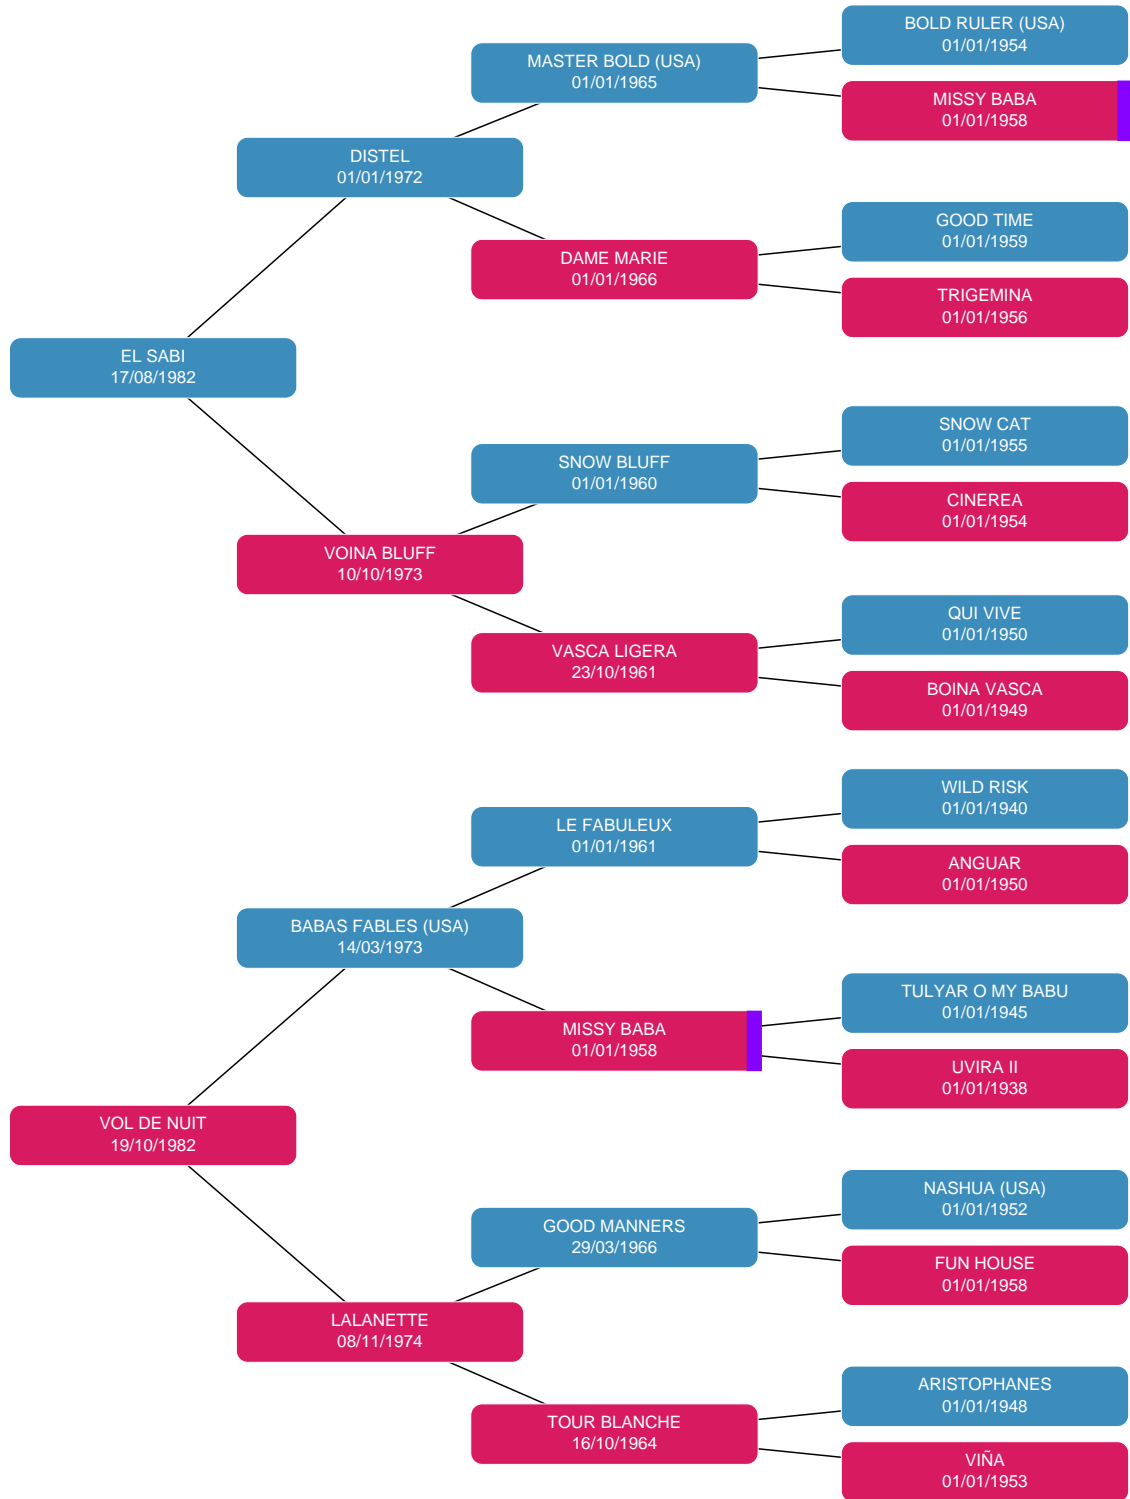 BOLD RULER (USA)
01/01/1954
MASTER BOLD (USA)
01/01/1965
MISSY BABA
01/01/1958
DISTEL
01/01/1972
GOOD TIME
01/01/1959
DAME MARIE
01/01/1966
TRIGEMINA
01/01/1956
EL SABI
17/08/1982
SNOW CAT
01/01/1955
SNOW BLUFF
01/01/1960
CINEREA
01/01/1954
VOINA BLUFF
10/10/1973
QUI VIVE
01/01/1950
VASCA LIGERA
23/10/1961
BOINA VASCA
01/01/1949
WILD RISK
01/01/1940
LE FABULEUX
01/01/1961
ANGUAR
01/01/1950
BABAS FABLES (USA)
14/03/1973
TULYAR O MY BABU
01/01/1945
MISSY BABA
01/01/1958
UVIRA II
01/01/1938
VOL DE NUIT
19/10/1982
NASHUA (USA)
01/01/1952
GOOD MANNERS
29/03/1966
FUN HOUSE
01/01/1958
LALANETTE
08/11/1974
ARISTOPHANES
01/01/1948
TOUR BLANCHE
16/10/1964
VIÑA
01/01/1953